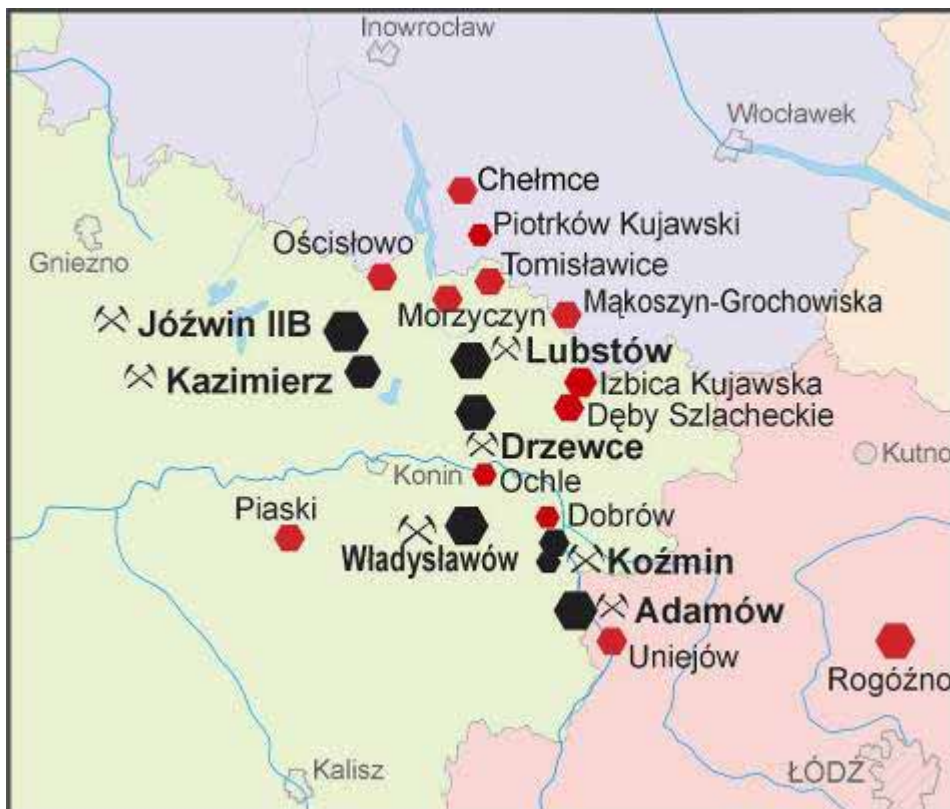 Inowrocław
Włocławek
Chełmce
Piotrków Kujawski
Ościsłowo
Gniezno
Tomisławice
Mąkoszyn-Grochowiska
Morzyczyn
Jóźwin IIB
Lubstów
Kazimierz
Izbica Kujawska
Dęby Szlacheckie
Drzewce
Kutno
Konin
Ochle
Piaski
Dobrów
Władysławów
Koźmin
Adamów
Uniejów
Rogóźno
Kalisz
ŁÓDŹ